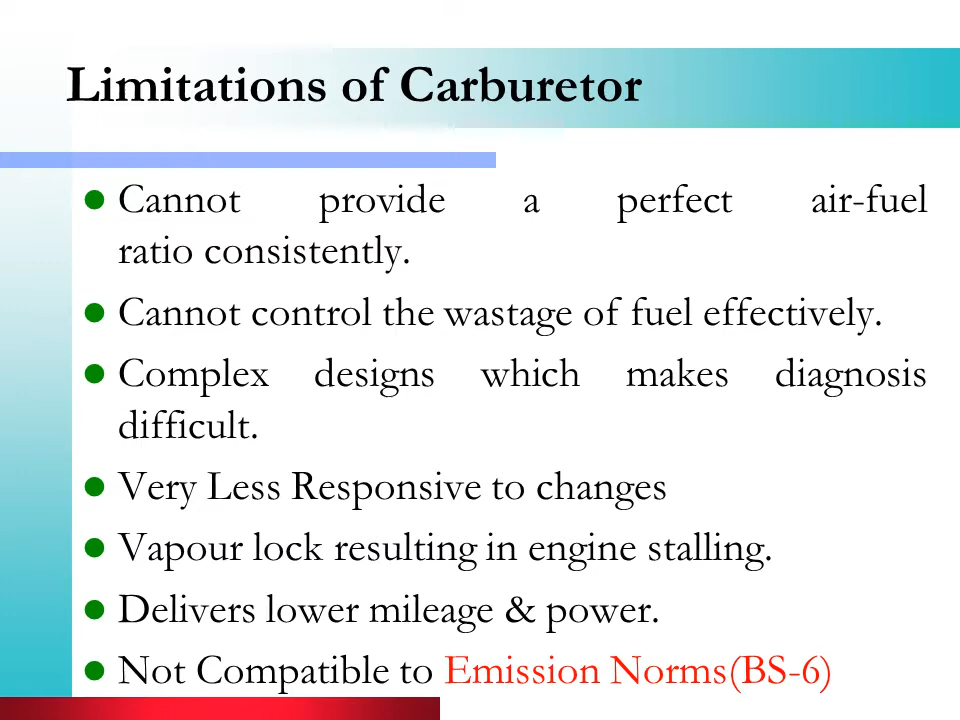 Limitations of Carburetor
Cannot provide a perfect air-fuel
ratio consistently.
Cannot control the wastage of fuel effectively.
Complex designs which makes diagnosis
difficult.
Very Less Responsive to changes
Vapour lock resulting in engine stalling.
Delivers lower mileage & power.
Not Compatible to Emission Norms(BS-6)